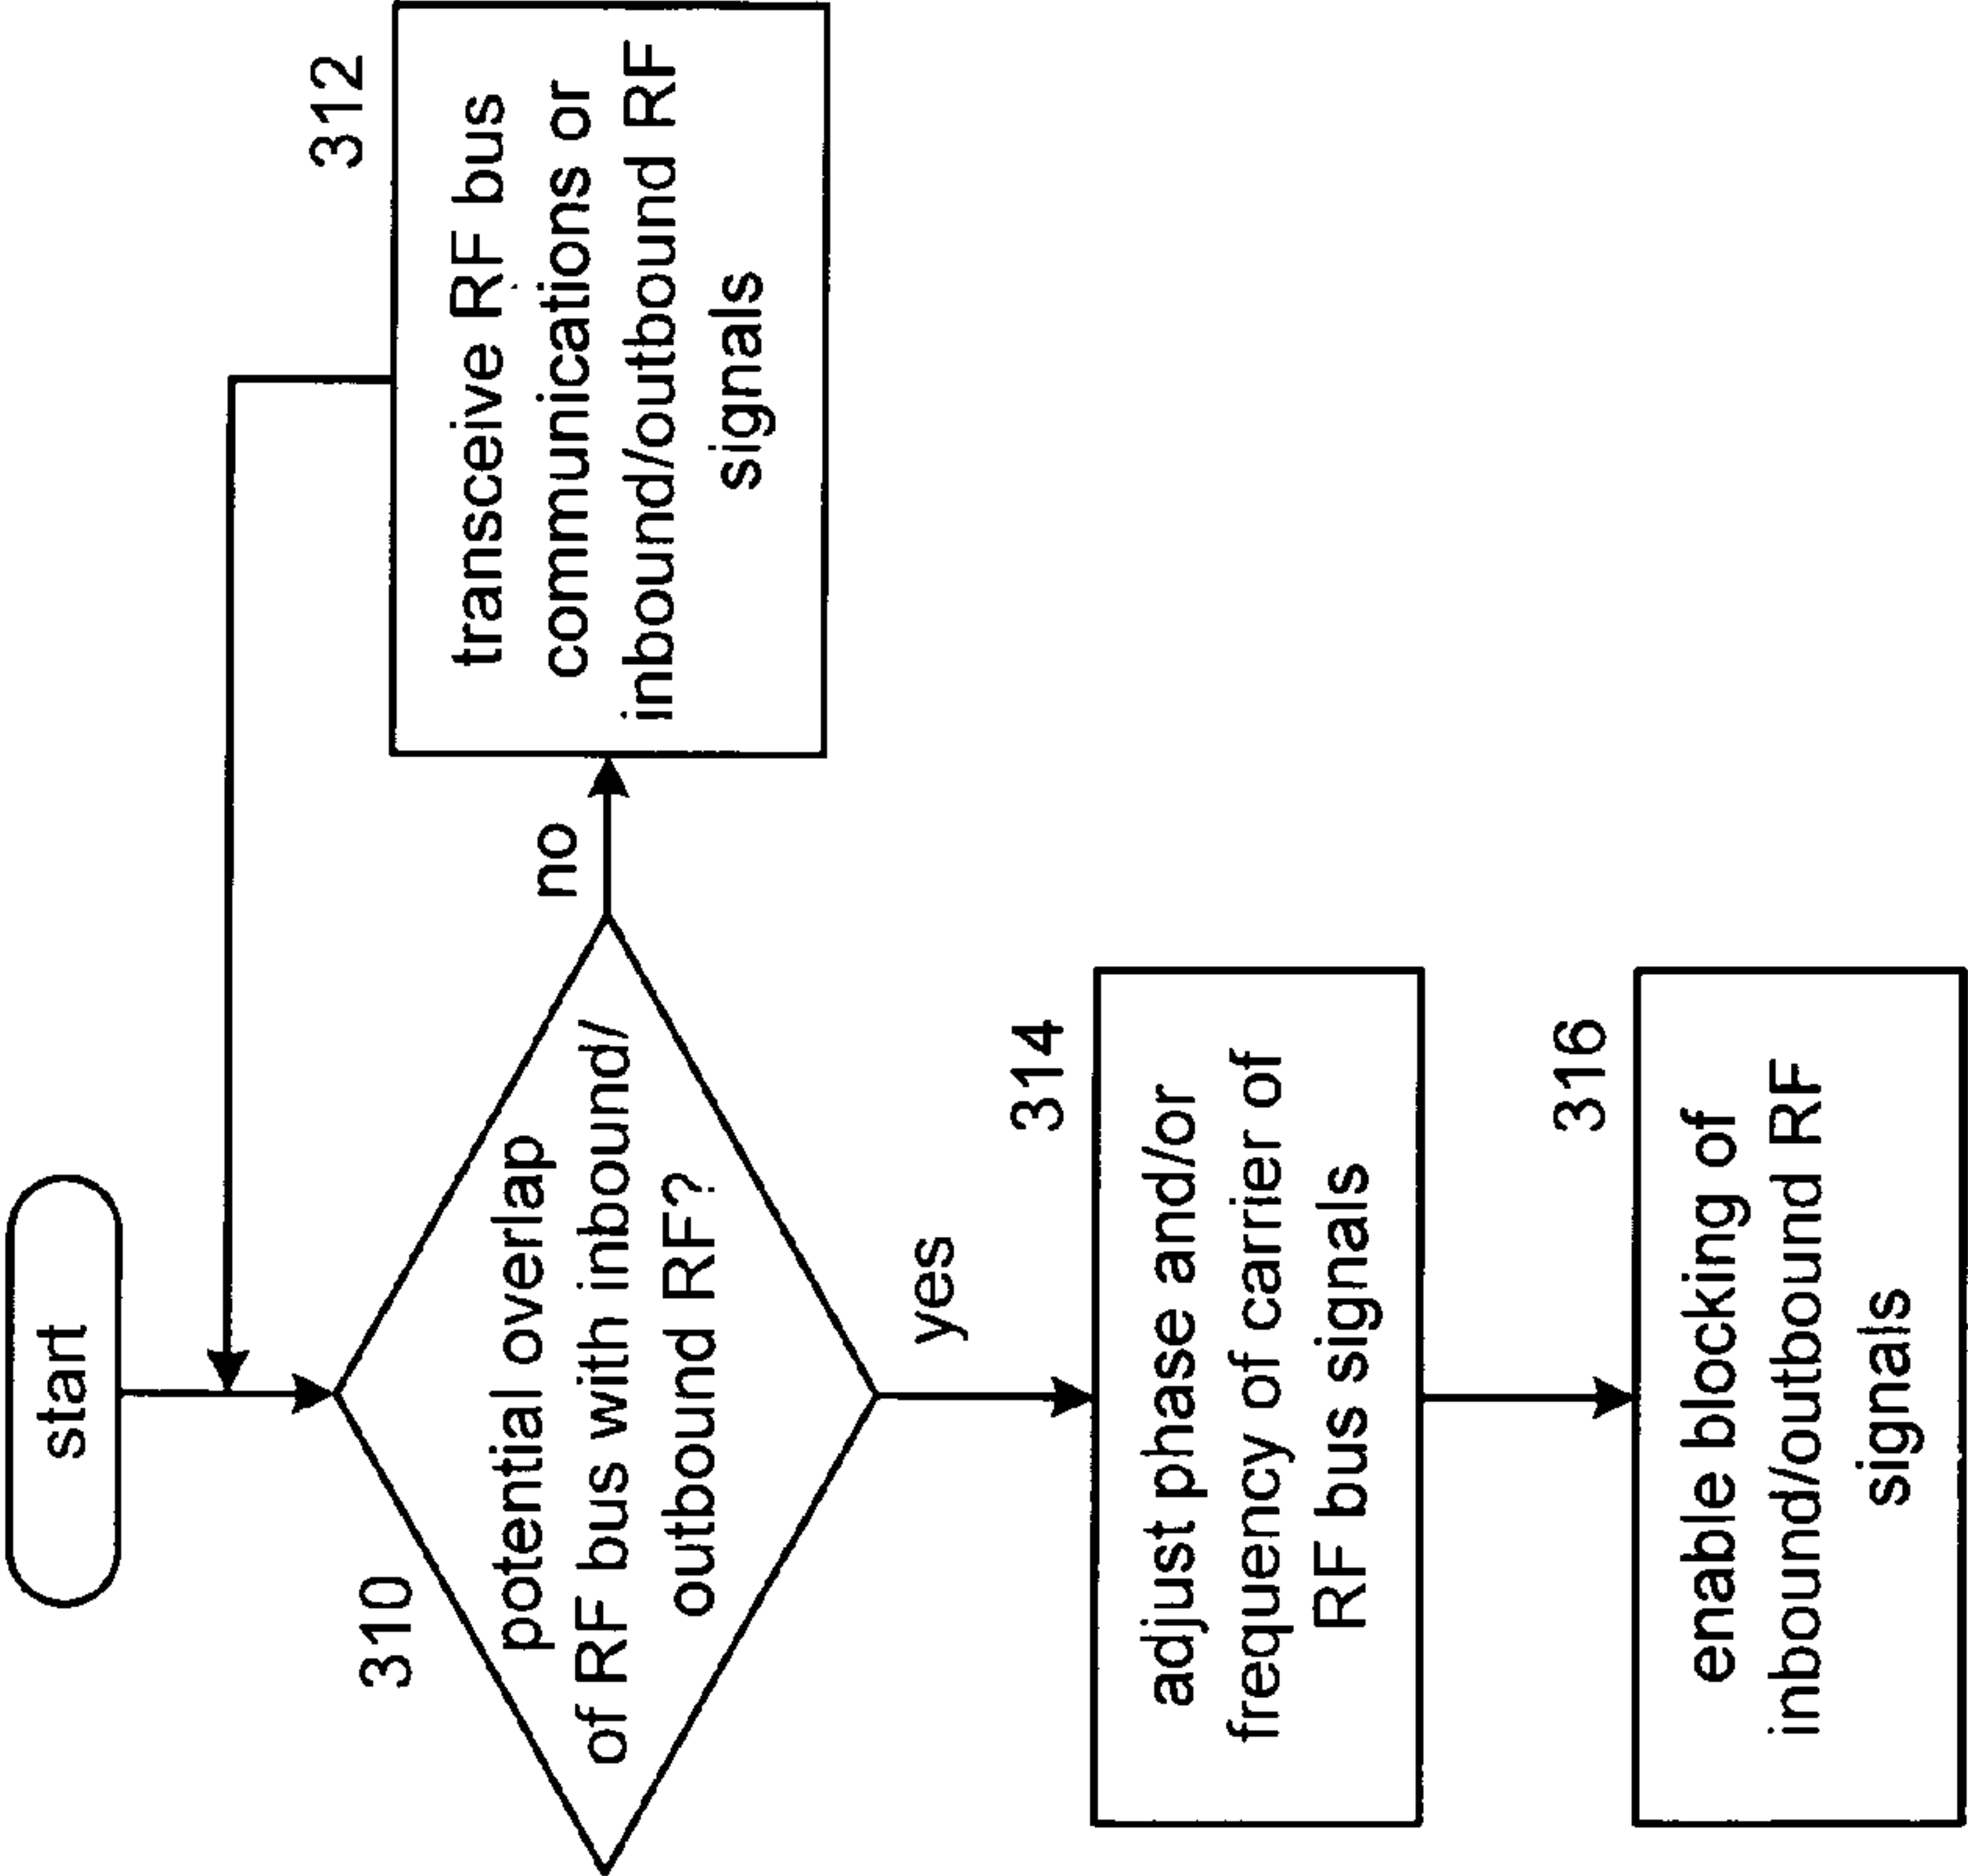 start
310
potential overlap
of RF bus with inbound/
outbound RF?
no
312
transceive RF bus
communications or
inbound/outbound RF
signals
yes
314
adjust phase and/or
frequency of carrier of
RF bus signals
316
enable blocking of
inbound/outbound RF
signals